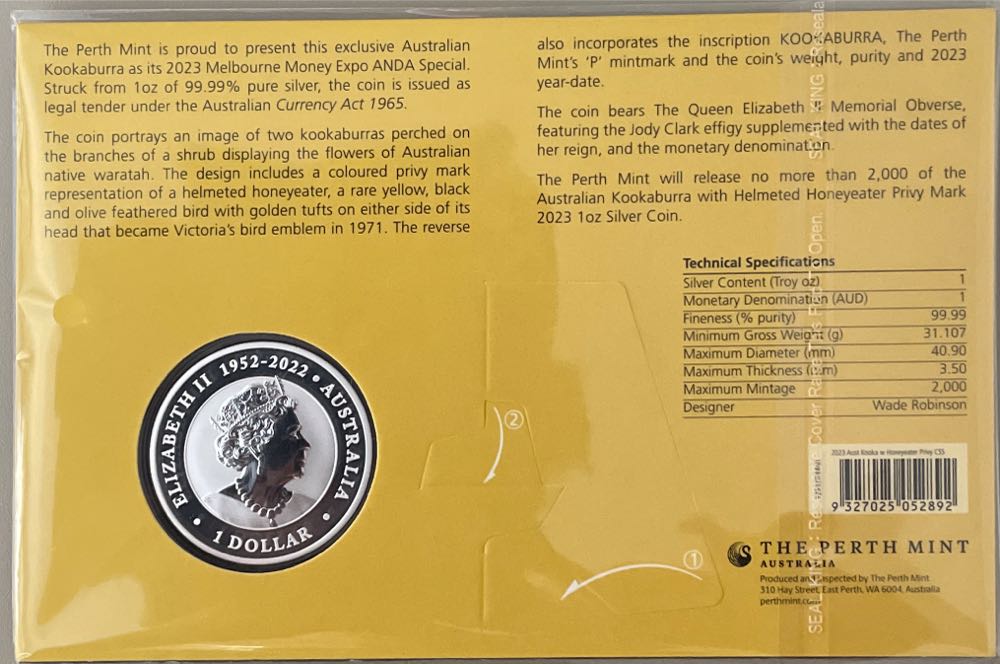 The Perth Mint is proud to present this exclusive Australian
Kookaburra as its 2023 Melbourne Money Expo ANDA Special.
Struck from 1oz of 99.99% pure silver, the coin is issued as
legal tender under the Australian Currency Act 1965.
The coin portrays an image of two kookaburras perched on
the branches of a shrub displaying the flowers of Australian
native waratah. The design includes a coloured privy mark
representation of a helmeted honeyeater, a rare yellow, black
and olive feathered bird with golden tufts on either side of its
head that became Victoria's bird emblem in 1971. The reverse
also incorporates the inscription KOOKABURRA, The Perth
Mint's 'P' mintmark and the coin's weight, purity and 2023
year-date.
The coin bears The Queen Elizabeth II Memorial Obverse,
featuring the Jody Clark effigy supplemented with the dates of
her reign, and the monetary denomination.
The Perth Mint will release no more than 2,000 of the
Australian Kookaburra with Helmeted Honeyeater Privy Mark
2023 1oz Silver Coin.
Technical Specifications
Silver Content (Troy oz) 1
Monetary Denomination (AUD) 1
Fineness (% purity) 99.99
Minimum Gross Weight (g) 31.107
Maximum Diameter (mm) 40.90
Maximum Thickness (mm) 3.50
Maximum Mintage 2,000
Designer Wade Robinson
ELIZABETH II 1952-2022 • AUSTRALIA •
1 DOLLAR •
2
1
2023 Aust Kooka w Honeyeater Privy CSS
9 327025 052892
THE PERTH MINT
AUSTRALIA
Produced and Inspected by The Perth Mint
310 Hay Street, East Perth, WA 6004, Australia
perthmint.com
SEAL KING : Cover Open. SEAL KING :